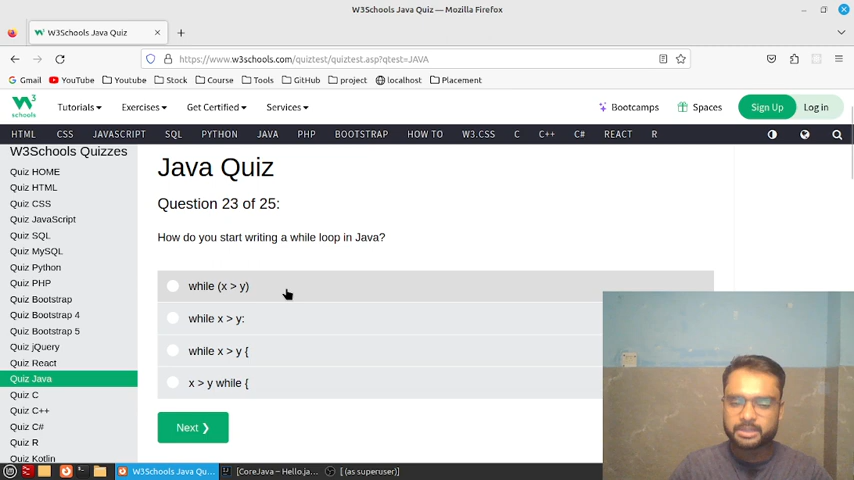 W3Schools Java Quiz — Mozilla Firefox
W3Schools Java Quiz
https://www.w3schools.com/quiztest/quiztest.asp?qtest=JAVA
Gmail YouTube Youtube Stock Course Tools GitHub project localhost Placement
W3 schools Tutorials Exercises Get Certified Services Bootcamps Spaces Sign Up Log in
HTML CSS JAVASCRIPT SQL PYTHON JAVA PHP BOOTSTRAP HOW TO W3.CSS C C++ C# REACT R
W3Schools Quizzes
Quiz HOME
Quiz HTML
Quiz CSS
Quiz JavaScript
Quiz SQL
Quiz MySQL
Quiz Python
Quiz PHP
Quiz Bootstrap
Quiz Bootstrap 4
Quiz Bootstrap 5
Quiz jQuery
Quiz React
Quiz Java
Quiz C
Quiz C++
Quiz C#
Quiz R
Quiz Kotlin
Java Quiz
Question 23 of 25:
How do you start writing a while loop in Java?
while (x > y)
while x > y:
while x > y {
x > y while {
Next ❯
W3Schools Java Qu... [CoreJava – Hello.ja... [ (as superuser)]